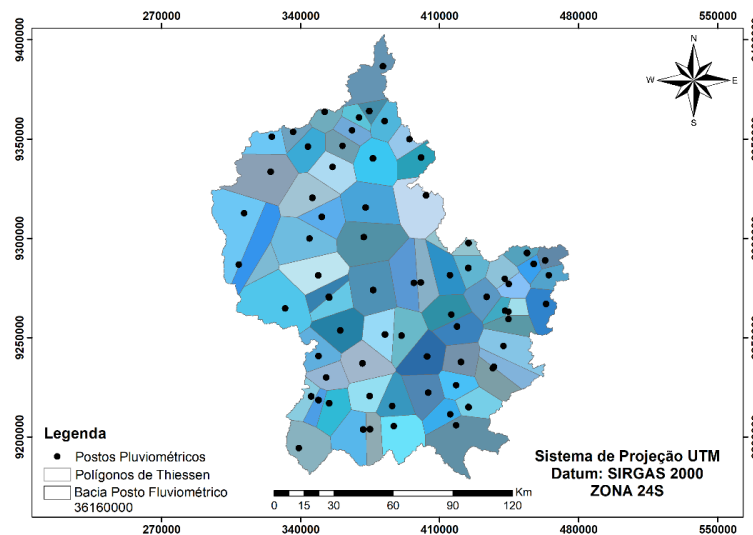 270000 340000 410000 480000 550000
9400000
9350000
9300000
9250000
9200000
N
W E
S
Legenda
Postos Pluviométricos
Polígonos de Thiessen
Bacia Posto Fluviométrico
36160000
Sistema de Projeção UTM
Datum: SIRGAS 2000
ZONA 24S
Km
0 15 30 60 90 120
270000 340000 410000 480000 550000